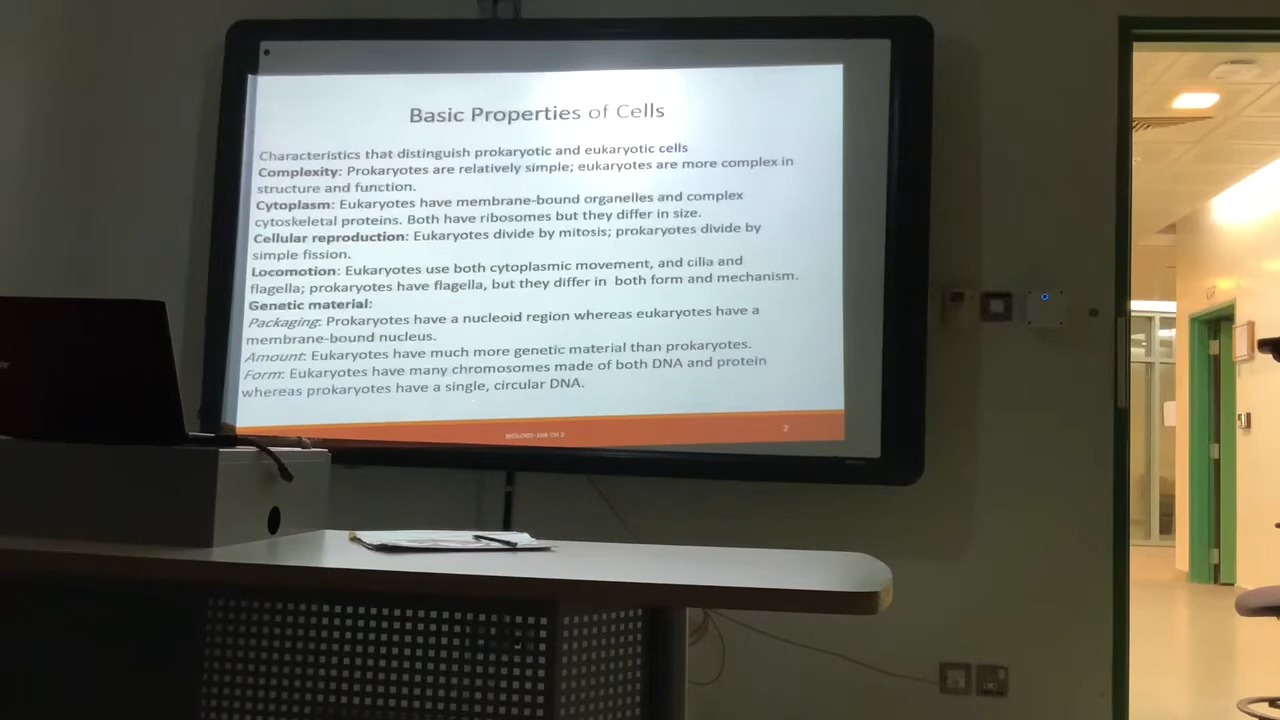 Basic Properties of Cells
Characteristics that distinguish prokaryotic and eukaryotic cells
Complexity: Prokaryotes are relatively simple; eukaryotes are more complex in
structure and function.
Cytoplasm: Eukaryotes have membrane-bound organelles and complex
cytoskeletal proteins. Both have ribosomes but they differ in size.
Cellular reproduction: Eukaryotes divide by mitosis; prokaryotes divide by
simple fission.
Locomotion: Eukaryotes use both cytoplasmic movement, and cilia and
flagella; prokaryotes have flagella, but they differ in both form and mechanism.
Genetic material:
Packaging: Prokaryotes have a nucleoid region whereas eukaryotes have a
membrane-bound nucleus.
Amount: Eukaryotes have much more genetic material than prokaryotes.
Form: Eukaryotes have many chromosomes made of both DNA and protein
whereas prokaryotes have a single, circular DNA.
CH 2
2